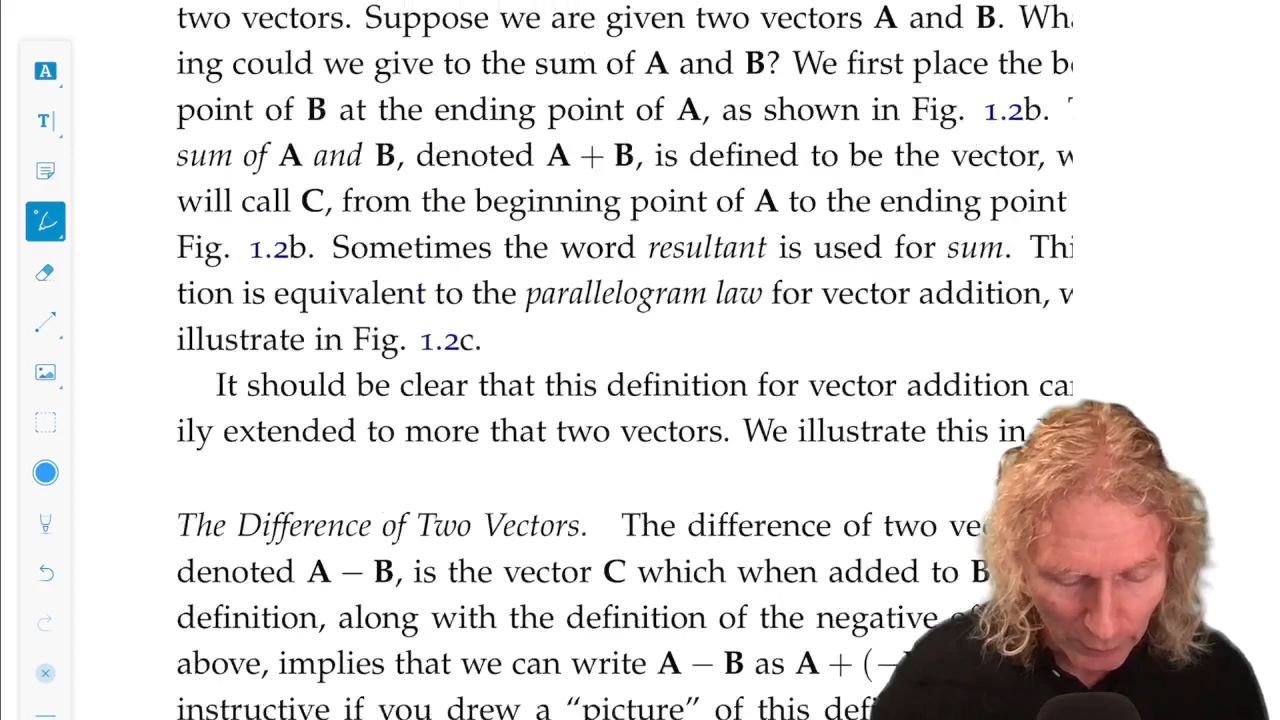 A
T
two vectors. Suppose we are given two vectors A and B.
ing could we give to the sum of A and B? We first place the
point of B at the ending point of A, as shown in Fig. 1.2b.
sum of A and B, denoted A + B, is defined to be the vector,
will call C, from the beginning point of A to the ending point
Fig. 1.2b. Sometimes the word resultant is used for sum.
tion is equivalent to the parallelogram law for vector addition,
illustrate in Fig. 1.2c.
It should be clear that this definition for vector addition
ily extended to more that two vectors. We illustrate this in
The Difference of Two Vectors. The difference of two
denoted A − B, is the vector C which when added to B
definition, along with the definition of the negative
above, implies that we can write A − B as A + (−
instructive if you drew a “picture” of this